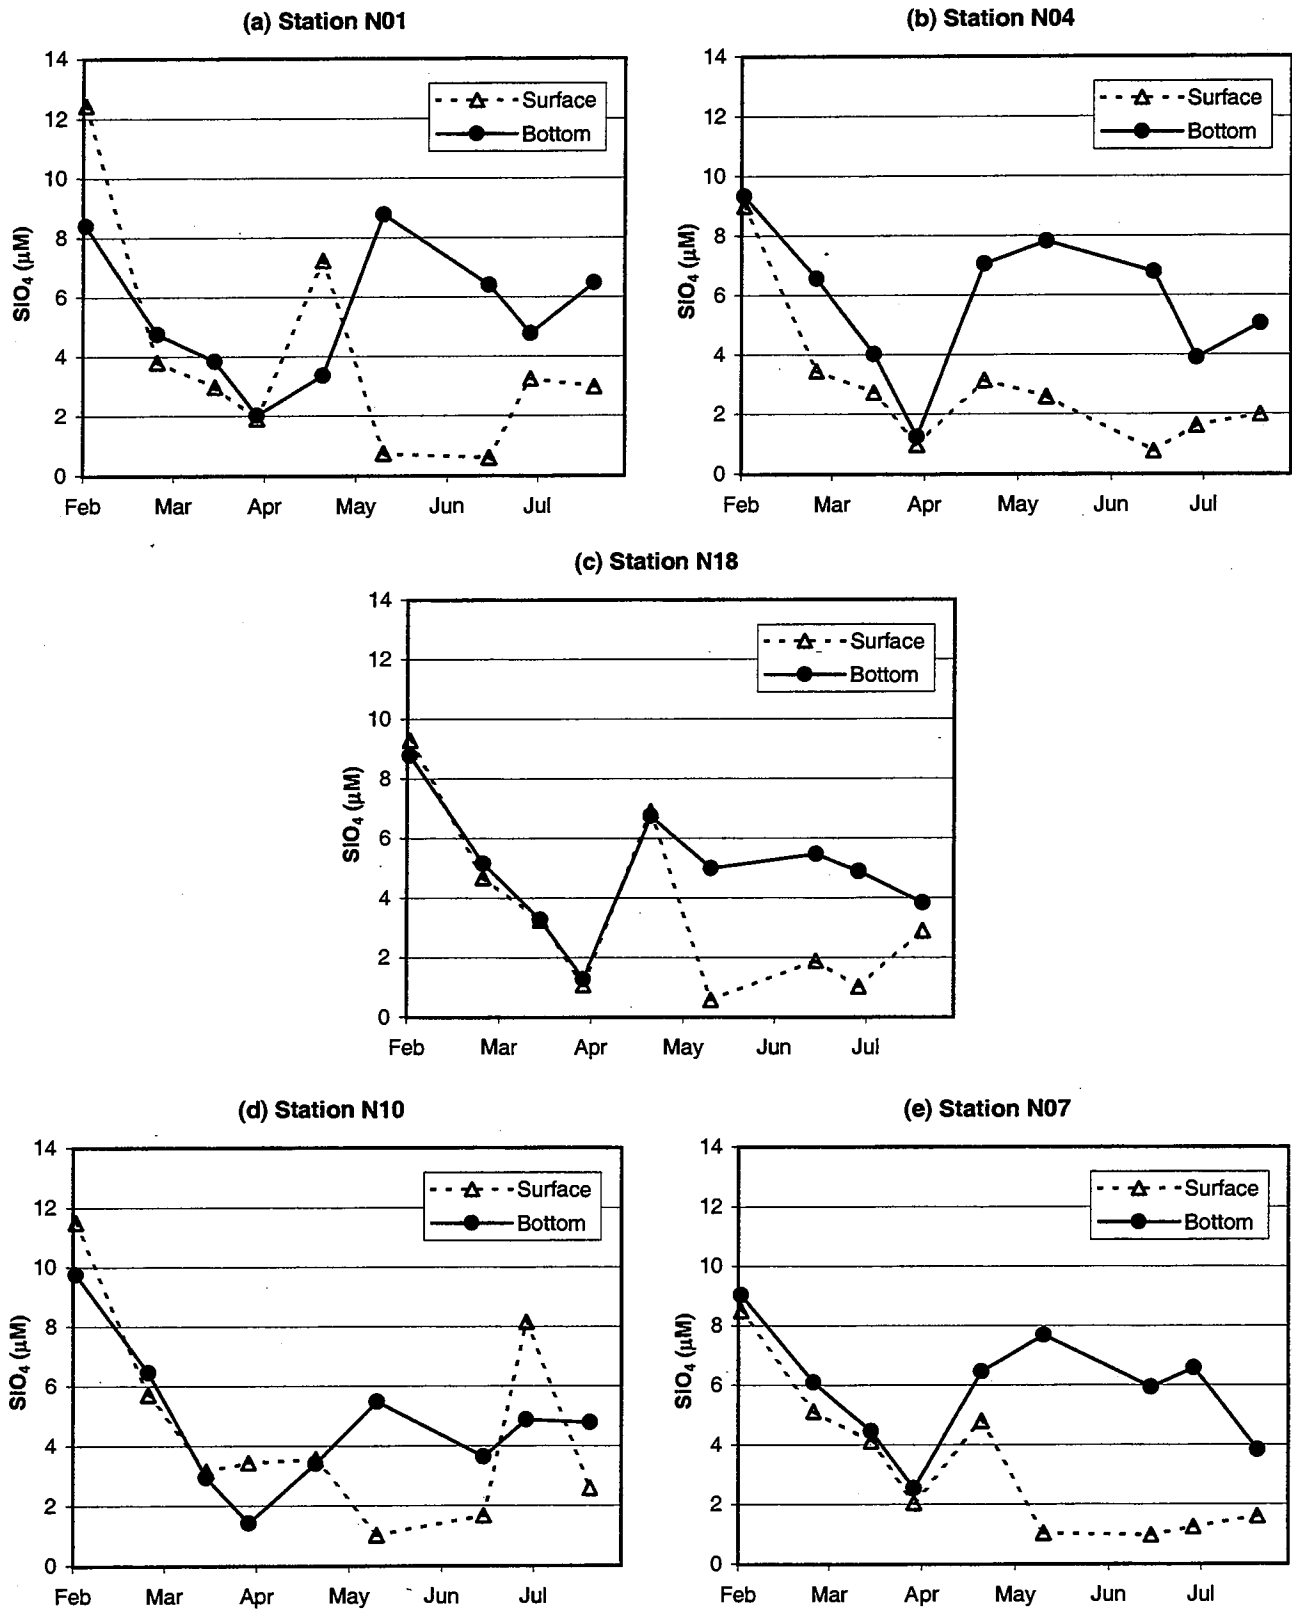 (a) Station N01
14
12
10
8
6
4
2
0
SiO₄ (μM)
Surface
Bottom
Feb Mar Apr May Jun Jul
(b) Station N04
14
12
10
8
6
4
2
0
SiO₄ (μM)
Surface
Bottom
Feb Mar Apr May Jun Jul
(c) Station N18
14
12
10
8
6
4
2
0
SiO₄ (μM)
Surface
Bottom
Feb Mar Apr May Jun Jul
(d) Station N10
14
12
10
8
6
4
2
0
SiO₄ (μM)
Surface
Bottom
Feb Mar Apr May Jun Jul
(e) Station N07
14
12
10
8
6
4
2
0
SiO₄ (μM)
Surface
Bottom
Feb Mar Apr May Jun Jul